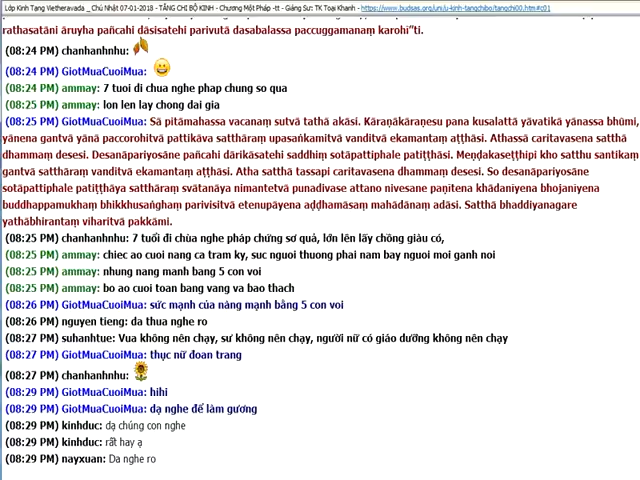 Lớp Kinh Tạng Vietheravada _ Chủ Nhật 07-01-2018 - TĂNG CHI BỘ KINH - Chương Một Pháp -tt - Giảng Sư: TK Toại Khanh - https://www.budsas.org/uni/u-kinh-tangchibo/tangchi00.htm#c01
rathasatāni āruyha pañcahi dāsisatehi parivutā dasabalassa paccuggamanaṃ karohi"ti.
(08:24 PM) chanhanhnhu:
(08:24 PM) GiotMuaCuoiMua:
(08:24 PM) ammay: 7 tuoi di chua nghe phap chung so qua
(08:25 PM) ammay: lon len lay chong dai gia
(08:25 PM) GiotMuaCuoiMua: Sā pitāmahassa vacanaṃ sutvā tathā akāsi. Kāraṇākāraṇesu pana kusalattā yāvatikā yānassa bhūmi,
yānena gantvā yānā paccorohitvā pattikāva satthāraṃ upasaṅkamitvā vanditvā ekamantaṃ aṭṭhāsi. Athassā caritavasena satthā
dhammaṃ desesi. Desanāpariyosāne pañcahi dārikāsatehi saddhiṃ sotāpattiphale patiṭṭhāsi. Meṇḍakaseṭṭhipi kho satthu santikaṃ
gantvā satthāraṃ vanditvā ekamantaṃ aṭṭhāsi. Atha satthā tassapi caritavasena dhammaṃ desesi. So desanāpariyosāne
sotāpattiphale patiṭṭhāya satthāraṃ svātanāya nimantetvā punadivase attano nivesane paṇītena khādanīyena bhojanīyena
buddhappamukhaṃ bhikkhusaṅghaṃ parivisitvā etenupāyena aḍḍhamāsaṃ mahādānaṃ adāsi. Satthā bhaddiyanagare
yathābhirantaṃ viharitvā pakkāmi.
(08:25 PM) chanhanhnhu: 7 tuổi đi chùa nghe pháp chứng sơ quả, lớn lên lấy chồng giàu có,
(08:25 PM) ammay: chiec ao cuoi nang ca tram ky, suc nguoi thuong phai nam bay nguoi moi ganh noi
(08:25 PM) ammay: nhung nang manh bang 5 con voi
(08:25 PM) ammay: bo ao cuoi toan bang vang va bao thach
(08:26 PM) GiotMuaCuoiMua: sức mạnh của nàng mạnh bằng 5 con voi
(08:26 PM) nguyen tieng: da thua nghe ro
(08:27 PM) suhanhtue: Vua không nên chạy, sư không nên chạy, người nữ có giáo dưỡng không nên chạy
(08:27 PM) GiotMuaCuoiMua: thục nữ đoan trang
(08:27 PM) chanhanhnhu:
(08:29 PM) GiotMuaCuoiMua: hihi
(08:29 PM) GiotMuaCuoiMua: dạ nghe để làm gương
(08:29 PM) kinhduc: dạ chúng con nghe
(08:29 PM) kinhduc: rất hay ạ
(08:29 PM) nayxuan: Da nghe ro